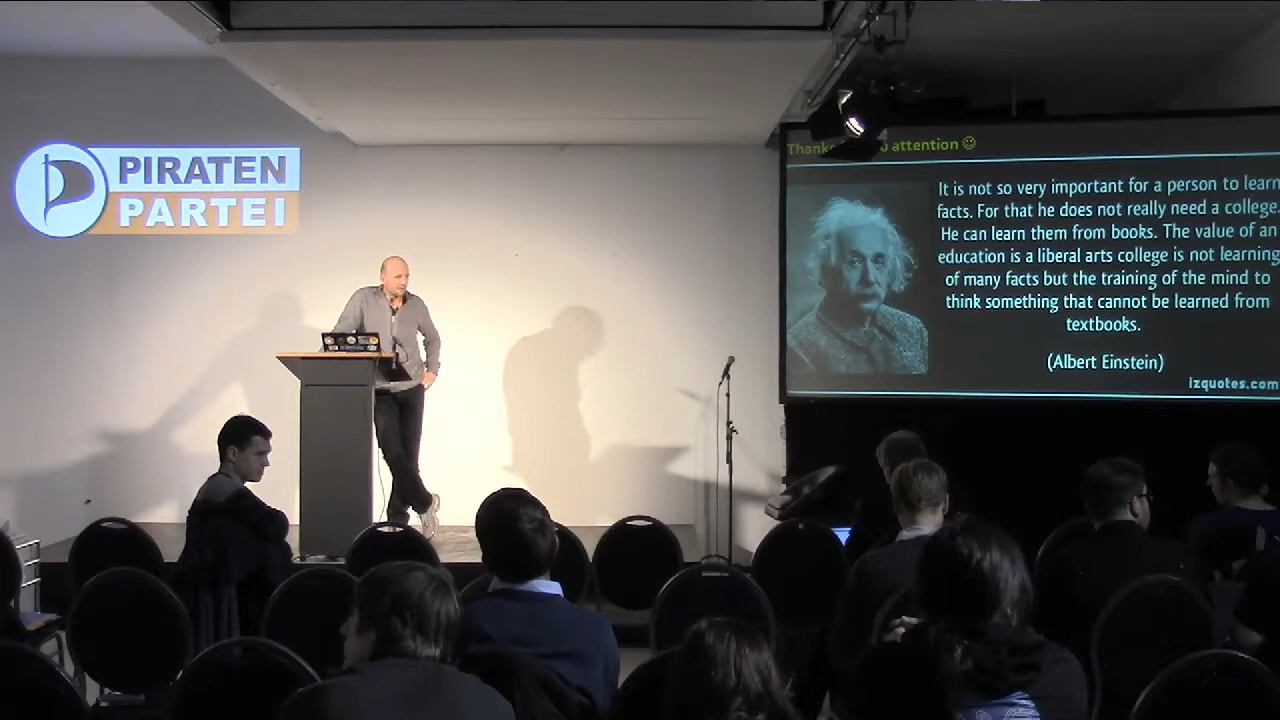 PIRATEN
PARTEI
attention ☺
It is not so very important for a person to learn
facts. For that he does not really need a college.
He can learn them from books. The value of an
education is a liberal arts college is not learning
of many facts but the training of the mind to
think something that cannot be learned from
textbooks.
(Albert Einstein)
izquotes.com